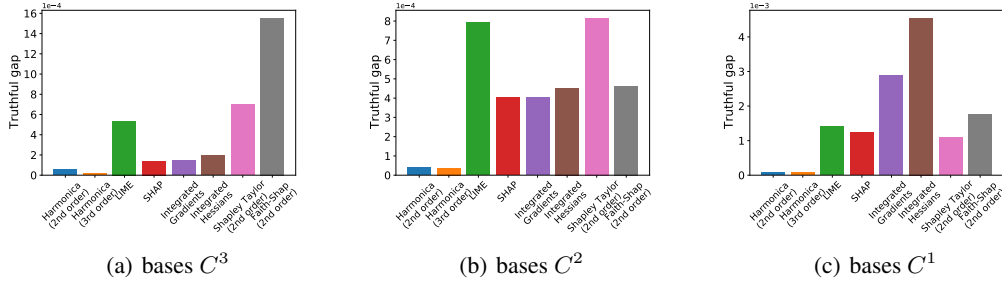 1e−4
16
14
12
10
8
6
4
2
0
Truthful gap
Harmonica
(2nd order)
Harmonica
(3rd order)
LIME
SHAP
Integrated
Gradients
Integrated
Hessians
Shapley Taylor
(2nd order)
Faith-Shap
(2nd order)
(a) bases C³
1e−4
8
7
6
5
4
3
2
1
0
Truthful gap
Harmonica
(2nd order)
Harmonica
(3rd order)
LIME
SHAP
Integrated
Gradients
Integrated
Hessians
Shapley Taylor
(2nd order)
Faith-Shap
(2nd order)
(b) bases C²
1e−3
4
3
2
1
0
Truthful gap
Harmonica
(2nd order)
Harmonica
(3rd order)
LIME
SHAP
Integrated
Gradients
Integrated
Hessians
Shapley Taylor
(2nd order)
Faith-Shap
(2nd order)
(c) bases C¹